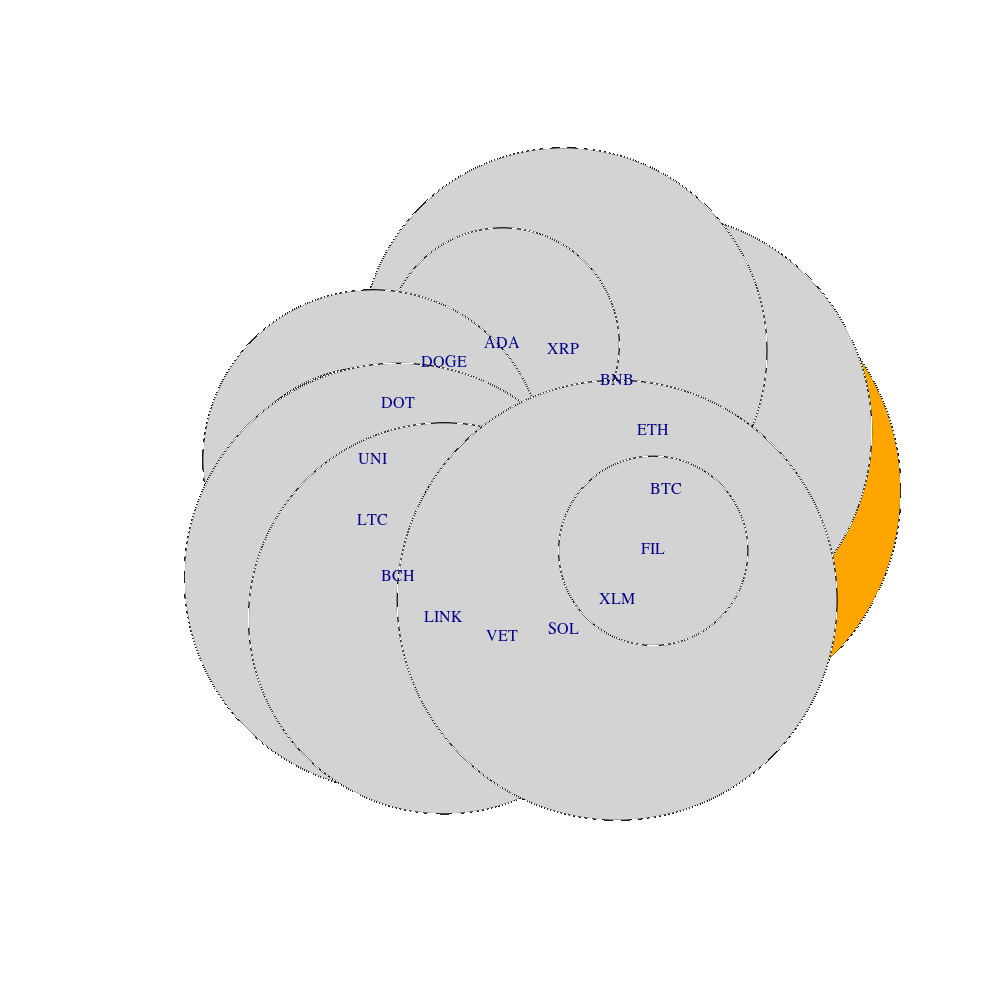 ADA
XRP
DOGE
BNB
DOT
ETH
UNI
BTC
LTC
FIL
BCH
XLM
LINK
SOL
VET